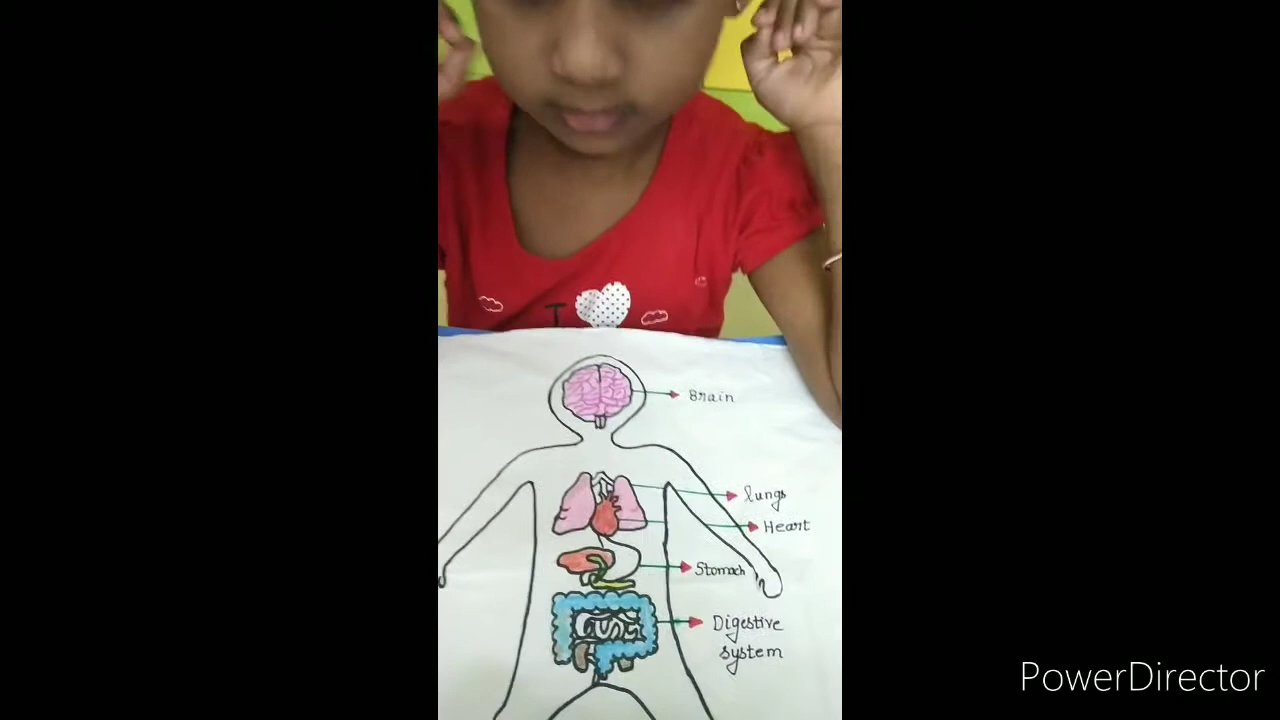 I
Brain
lungs
Heart
Stomach
Digestive
system
PowerDirector